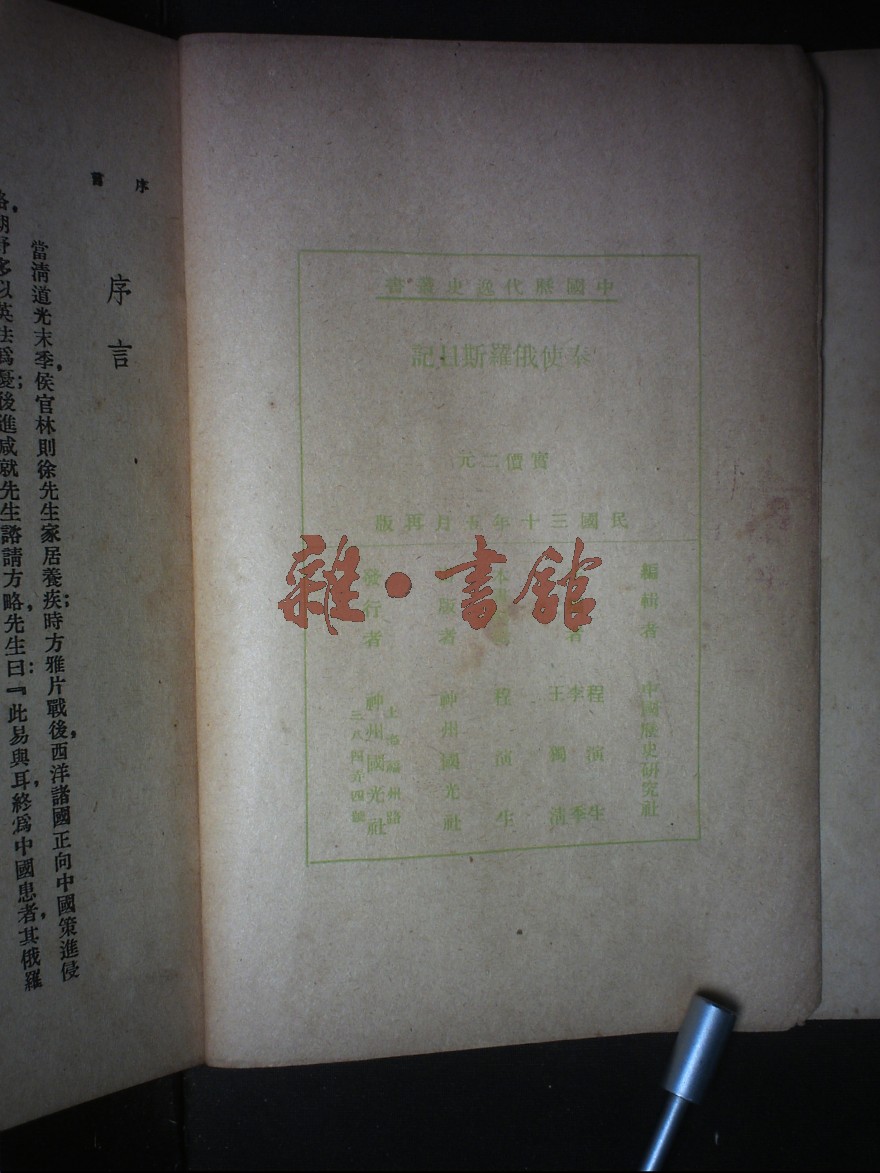 中國歷代逸史叢書
奉使俄羅斯日記
實價二元
民國三十年五月再版
編輯者 中國歷史研究社
者 程演生 李季 王獨清
本 程演生
版者 神州國光社
發行者 神州國光社
上海福州路
三八四弄四號
雜·書館
序言
序言
當清道光末季,侯官林則徐先生家居養疾;時方雅片戰後,西洋諸國正向中國策進侵
略,朝野多以英法爲憂;後進咸就先生諮請方略,先生曰:『此易與耳,終爲中國患者,其俄羅